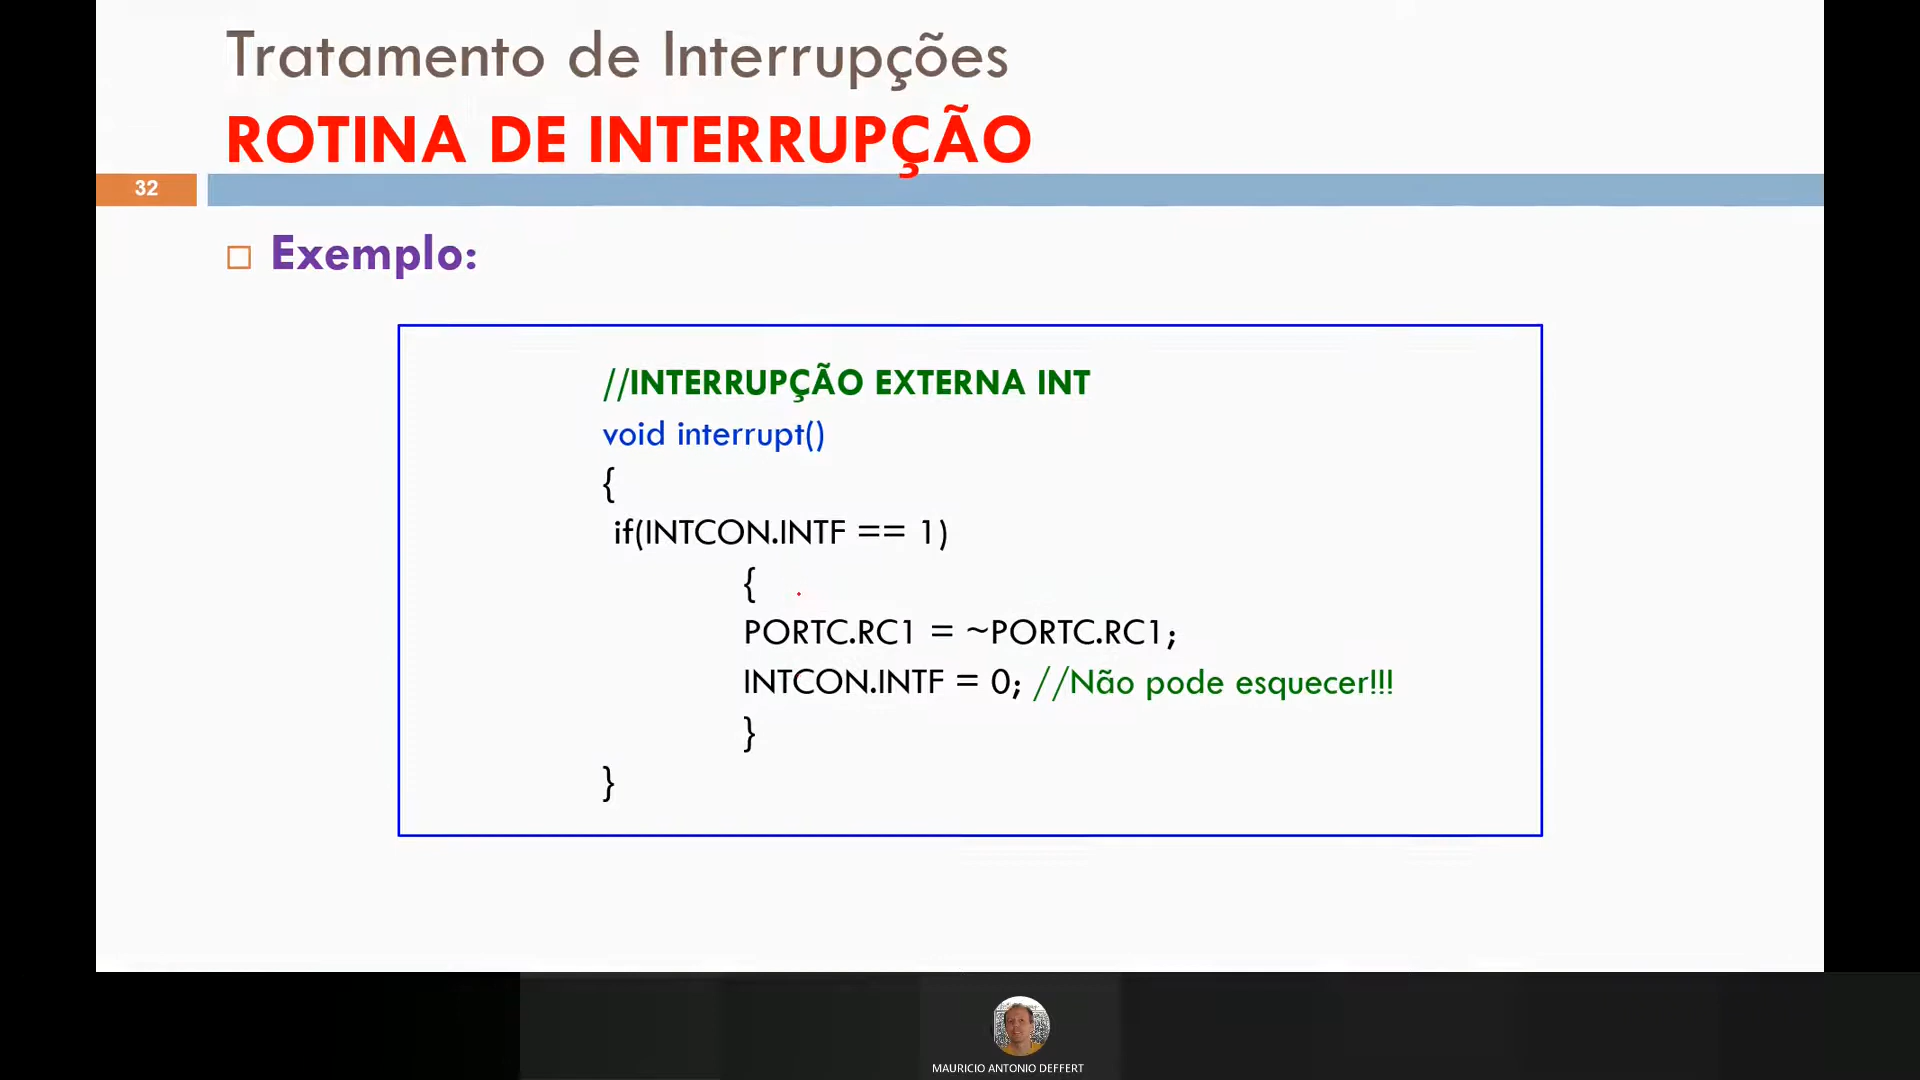 Tratamento de Interrupções
ROTINA DE INTERRUPÇÃO
32
Exemplo:
//INTERRUPÇÃO EXTERNA INT
void interrupt()
{
if(INTCON.INTF == 1)
{
PORTC.RC1 = ~PORTC.RC1;
INTCON.INTF = 0; //Não pode esquecer!!!
}
}
MAURICIO ANTONIO DEFFERT